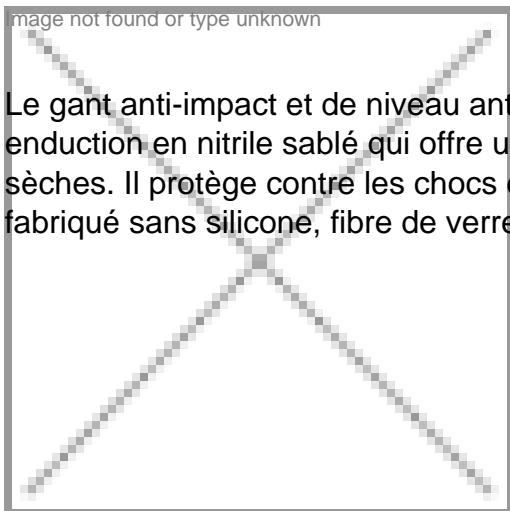 Image not found or type unknown
Le gant anti-impact et de niveau ant
enduction en nitrile sablé qui offre u
sèches. Il protège contre les chocs
fabriqué sans silicone, fibre de verre